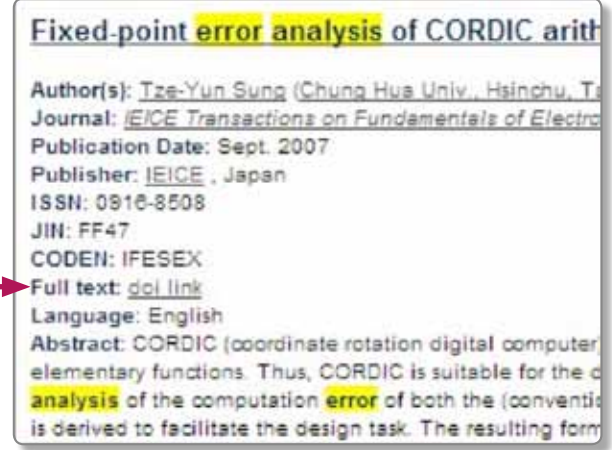 Fixed-point error analysis of CORDIC arith
Author(s): Tze-Yun Sung (Chung Hua Univ., Hsinchu, Ta
Journal: IEICE Transactions on Fundamentals of Electro
Publication Date: Sept. 2007
Publisher: IEICE , Japan
ISSN: 0916-8508
JIN: FF47
CODEN: IFESEX
Full text: doi link
Language: English
Abstract: CORDIC (coordinate rotation digital computer)
elementary functions. Thus, CORDIC is suitable for the d
analysis of the computation error of both the (conventio
is derived to facilitate the design task. The resulting form